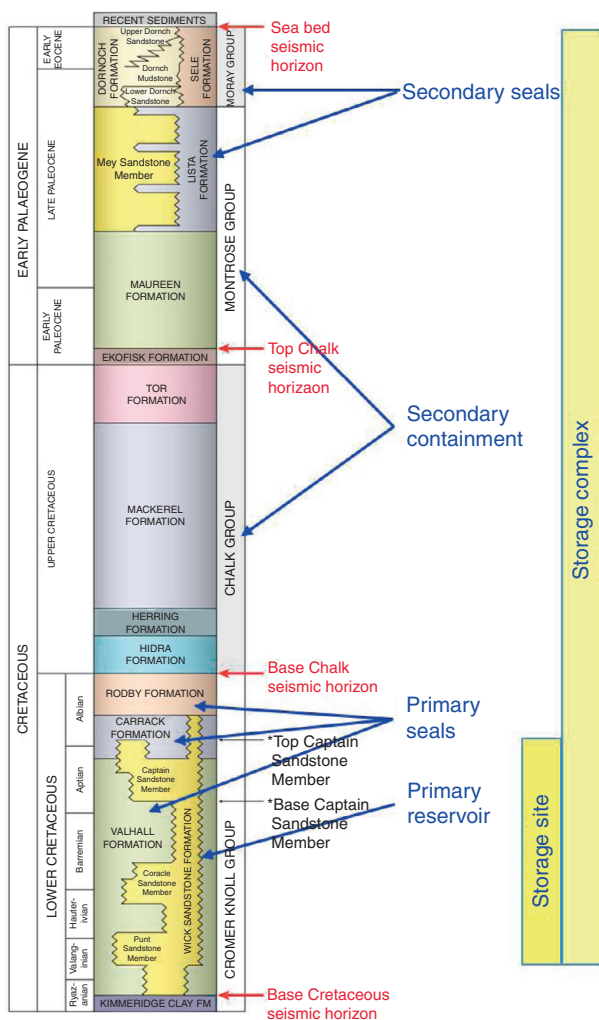 RECENT SEDIMENTS
EARLY PALAEOGENE
EARLY
EOCENE
LATE PALEOCENE
EARLY
PALEOCENE
DORNOCH
FORMATION
Upper Dornch
Sandstone
Dornch
Mudstone
Lower Dornch
Sandstone
SELE
FORMATION
MORAY GROUP
Sea bed
seismic
horizon
Secondary seals
Mey Sandstone
Member
LISTA
FORMATION
MONTROSE GROUP
MAUREEN
FORMATION
EKOFISK FORMATION
Top Chalk
seismic
horizaon
Secondary
containment
CRETACEOUS
UPPER CRETACEOUS
TOR
FORMATION
MACKEREL
FORMATION
HERRING
FORMATION
HIDRA
FORMATION
CHALK GROUP
Base Chalk
seismic horizon
LOWER CRETACEOUS
Albian
Aptian
Barremian
Hauter-
ivian
Valang-
inian
Ryaz-
anian
RODBY FORMATION
CARRACK
FORMATION
Captain
Sandstone
Member
VALHALL
FORMATION
Coracle
Sandstone
Member
Punt
Sandstone
Member
WICK SANDSTONE FORMATION
CROMER KNOLL GROUP
KIMMERIDGE CLAY FM
Primary
seals
*Top Captain
Sandstone
Member
*Base Captain
Sandstone
Member
Primary
reservoir
Base Cretaceous
seismic horizon
Storage complex
Storage site